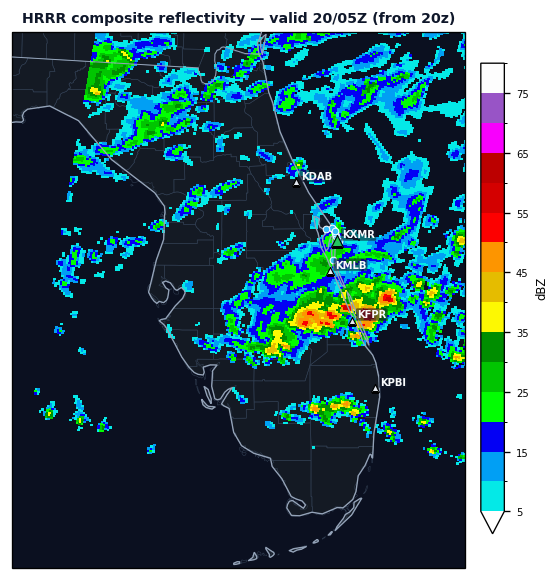 HRRR composite reflectivity — valid 20/05Z (from 20z)
KDAB
KXMR
KMLB
KFPR
KPBI
75
65
55
45
35
25
15
5
dBZ